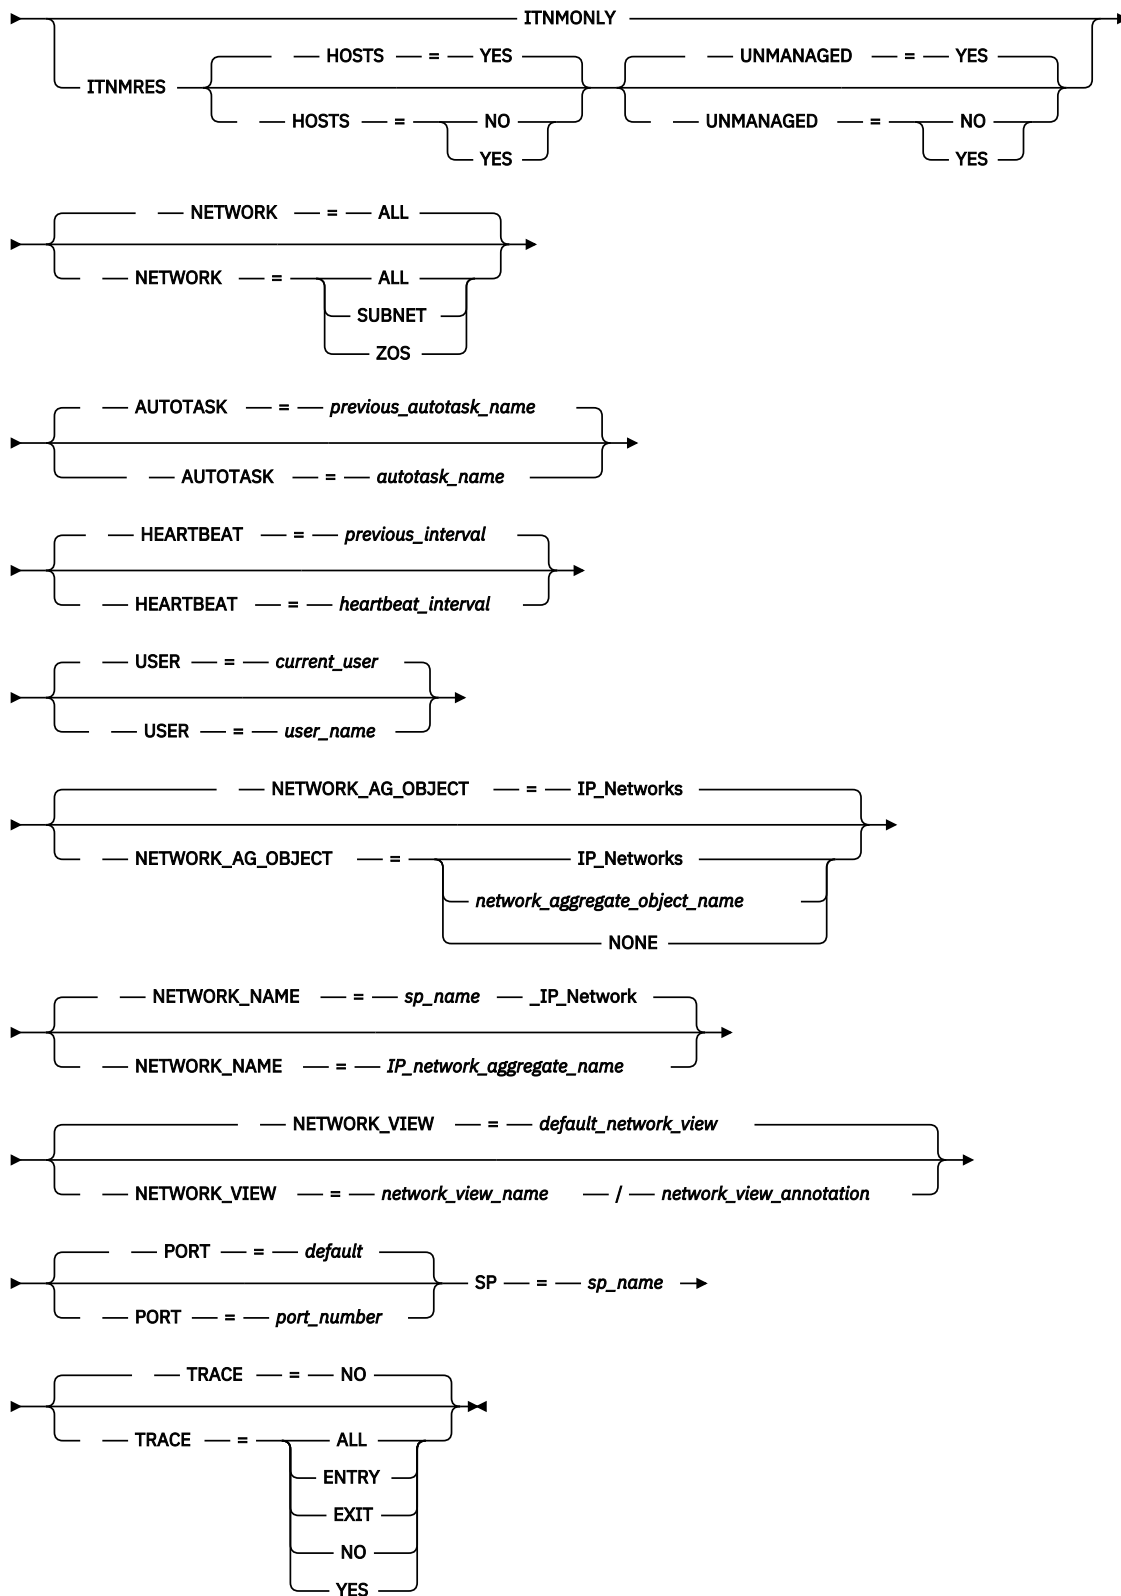 ITNMONLY
HOSTS = YES UNMANAGED = YES
ITNMRES
HOSTS = NO UNMANAGED = NO
YES YES
NETWORK = ALL
NETWORK = ALL
SUBNET
ZOS
AUTOTASK = previous_autotask_name
AUTOTASK = autotask_name
HEARTBEAT = previous_interval
HEARTBEAT = heartbeat_interval
USER = current_user
USER = user_name
NETWORK_AG_OBJECT = IP_Networks
NETWORK_AG_OBJECT = IP_Networks
network_aggregate_object_name
NONE
NETWORK_NAME = sp_name _IP_Network
NETWORK_NAME = IP_network_aggregate_name
NETWORK_VIEW = default_network_view
NETWORK_VIEW = network_view_name / network_view_annotation
PORT = default
SP = sp_name
PORT = port_number
TRACE = NO
TRACE = ALL
ENTRY
EXIT
NO
YES